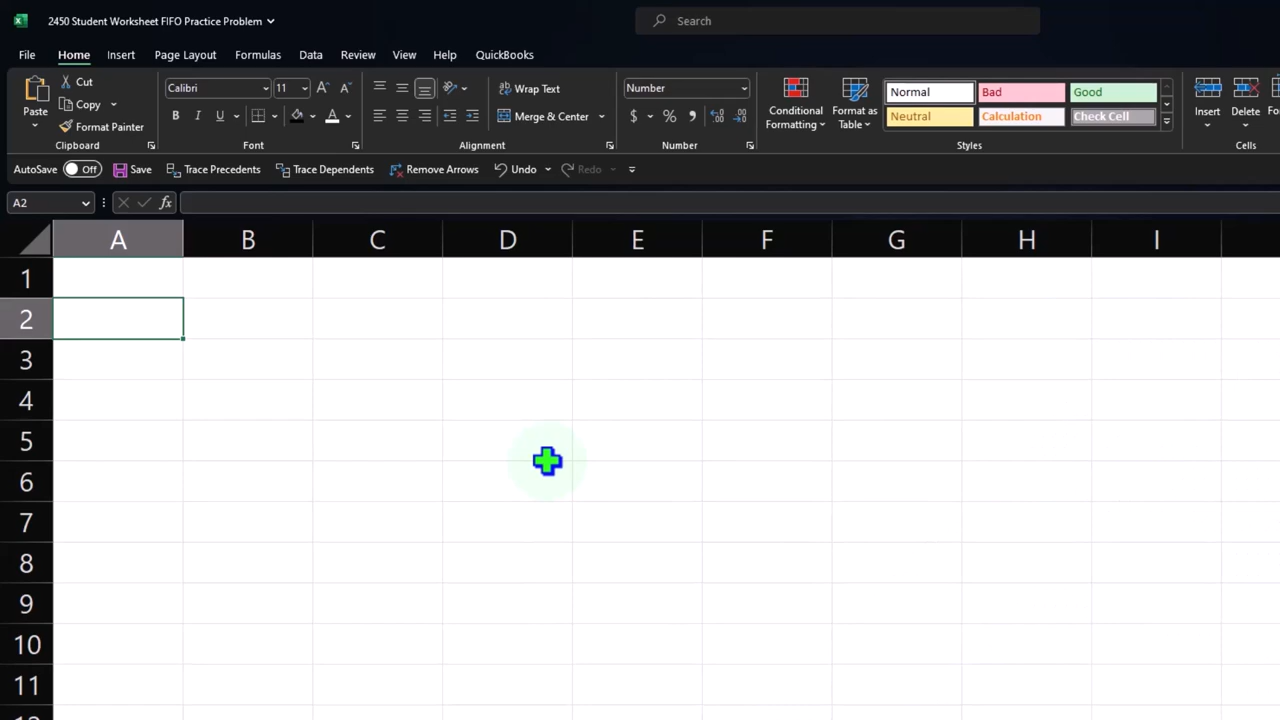 2450 Student Worksheet FIFO Practice Problem
Search
File Home Insert Page Layout Formulas Data Review View Help QuickBooks
Paste
Cut
Copy
Format Painter
Clipboard
Calibri 11
B I U
Font
Wrap Text
Merge & Center
Alignment
Number
$ % 
Number
Conditional Formatting
Format as Table
Normal Bad Good
Neutral Calculation Check Cell
Styles
Insert Delete
Cells
AutoSave Off Save Trace Precedents Trace Dependents Remove Arrows Undo Redo
A2 fx
A B C D E F G H I
1
2
3
4
5
6
7
8
9
10
11